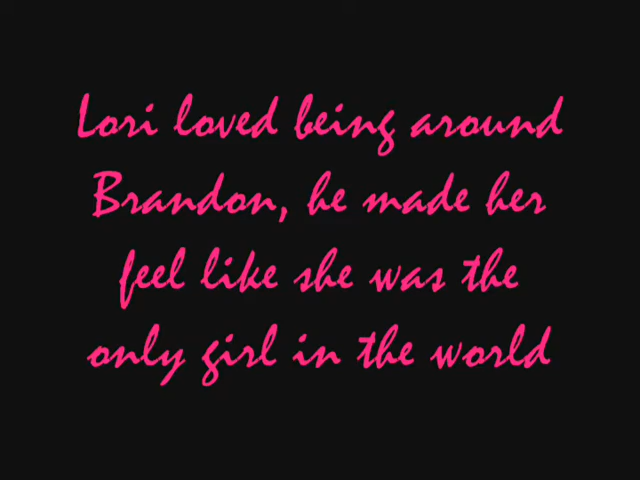 Lori loved being around
Brandon, he made her
feel like she was the
only girl in the world